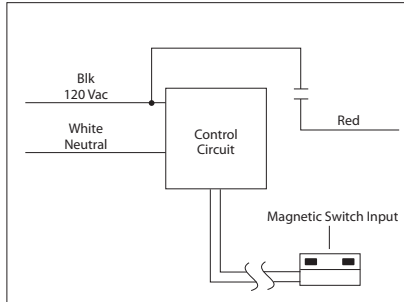 Blk
120 Vac
White
Neutral
Control
Circuit
Red
Magnetic Switch Input